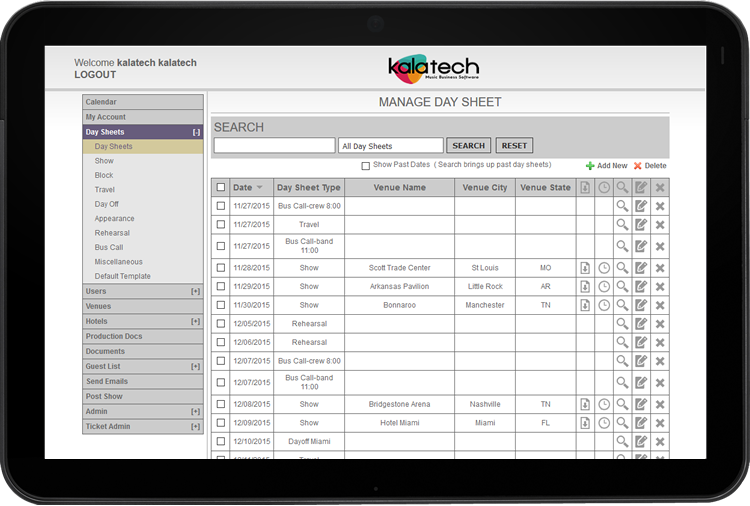 Welcome kalatech kalatech
LOGOUT
kalatech
Music Business Software
Calendar
My Account
Day Sheets [-]
Day Sheets
Show
Block
Travel
Day Off
Appearance
Rehearsal
Bus Call
Miscellaneous
Default Template
Users [+]
Venues
Hotels [+]
Production Docs
Documents
Guest List [+]
Send Emails
Post Show
Admin [+]
Ticket Admin [+]
MANAGE DAY SHEET
SEARCH
All Day Sheets SEARCH RESET
Show Past Dates ( Search brings up past day sheets) Add New Delete
Date Day Sheet Type Venue Name Venue City Venue State
11/27/2015 Bus Call-crew 8:00
11/27/2015 Travel
11/27/2015 Bus Call-band 11:00
11/28/2015 Show Scott Trade Center St Louis MO
11/29/2015 Show Arkansas Pavilion Little Rock AR
11/30/2015 Show Bonnaroo Manchester TN
12/05/2015 Rehearsal
12/06/2015 Rehearsal
12/07/2015 Bus Call-crew 8:00
12/07/2015 Bus Call-band 11:00
12/08/2015 Show Bridgestone Arena Nashville TN
12/09/2015 Show Hotel Miami Miami FL
12/10/2015 Dayoff Miami
12/11/2015 Travel